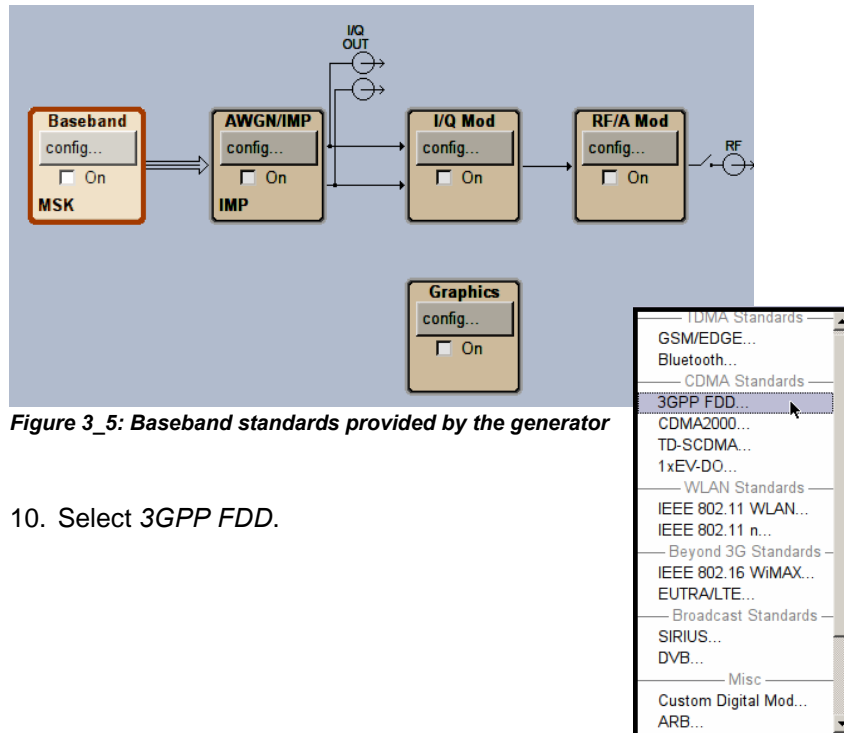 I/Q
OUT
Baseband
config...
On
MSK
AWGN/IMP
config...
On
IMP
I/Q Mod
config...
On
RF/A Mod
config...
On
RF
Graphics
config...
On
Figure 3_5: Baseband standards provided by the generator
10. Select 3GPP FDD.
TDMA Standards
GSM/EDGE...
Bluetooth...
CDMA Standards
3GPP FDD...
CDMA2000...
TD-SCDMA...
1xEV-DO...
WLAN Standards
IEEE 802.11 WLAN...
IEEE 802.11 n...
Beyond 3G Standards
IEEE 802.16 WiMAX...
EUTRA/LTE...
Broadcast Standards
SIRIUS...
DVB...
Misc
Custom Digital Mod...
ARB...